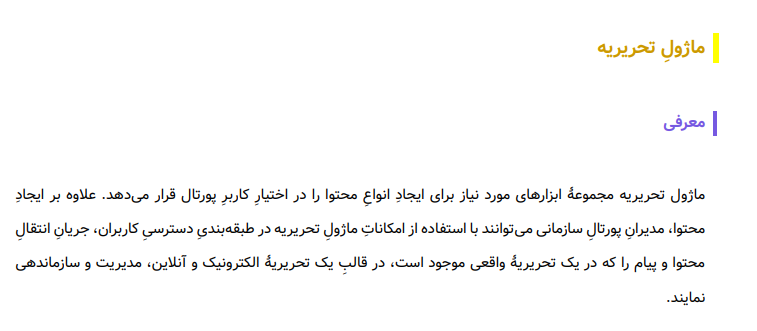 ماژولِ تحریریه
معرفی
ماژول تحریریه مجموعهٔ ابزارهای مورد نیاز برای ایجادِ انواعِ محتوا را در اختیارِ کاربرِ پورتال قرار می‌دهد. علاوه بر ایجادِ
محتوا، مدیرانِ پورتالِ سازمانی می‌توانند با استفاده از امکاناتِ ماژولِ تحریریه در طبقه‌بندیِ دسترسیِ کاربران، جریانِ انتقالِ
محتوا و پیام را که در یک تحریریهٔ واقعی موجود است، در قالبِ یک تحریریهٔ الکترونیک و آنلاین، مدیریت و سازماندهی
نمایند.